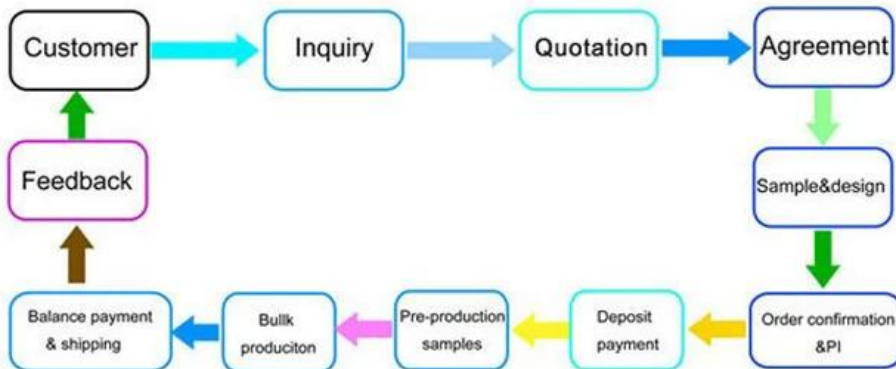 Customer
Inquiry
Quotation
Agreement
Sample&design
Order confirmation
&PI
Deposit
payment
Pre-production
samples
Bullk
produciton
Balance payment
& shipping
Feedback